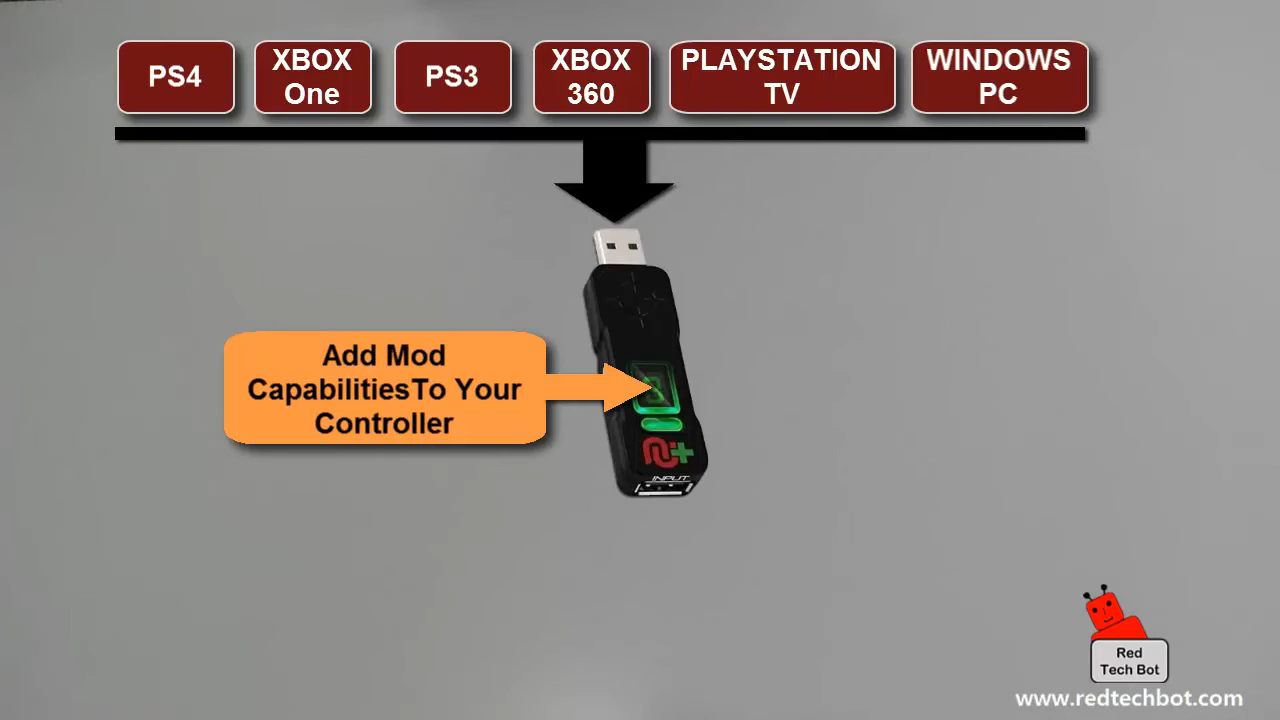 PS4
XBOX
One
PS3
XBOX
360
PLAYSTATION
TV
WINDOWS
PC
Add Mod
CapabilitiesTo Your
Controller
INPUT
Red
Tech Bot
www.redtechbot.com